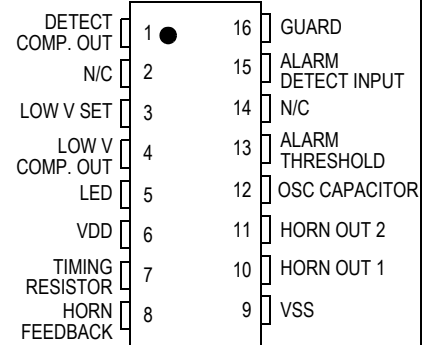 DETECT
COMP. OUT
1
16
GUARD
N/C
2
15
ALARM
DETECT INPUT
LOW V SET
3
14
N/C
LOW V
COMP. OUT
4
13
ALARM
THRESHOLD
LED
5
12
OSC CAPACITOR
VDD
6
11
HORN OUT 2
TIMING
RESISTOR
7
10
HORN OUT 1
HORN
FEEDBACK
8
9
VSS